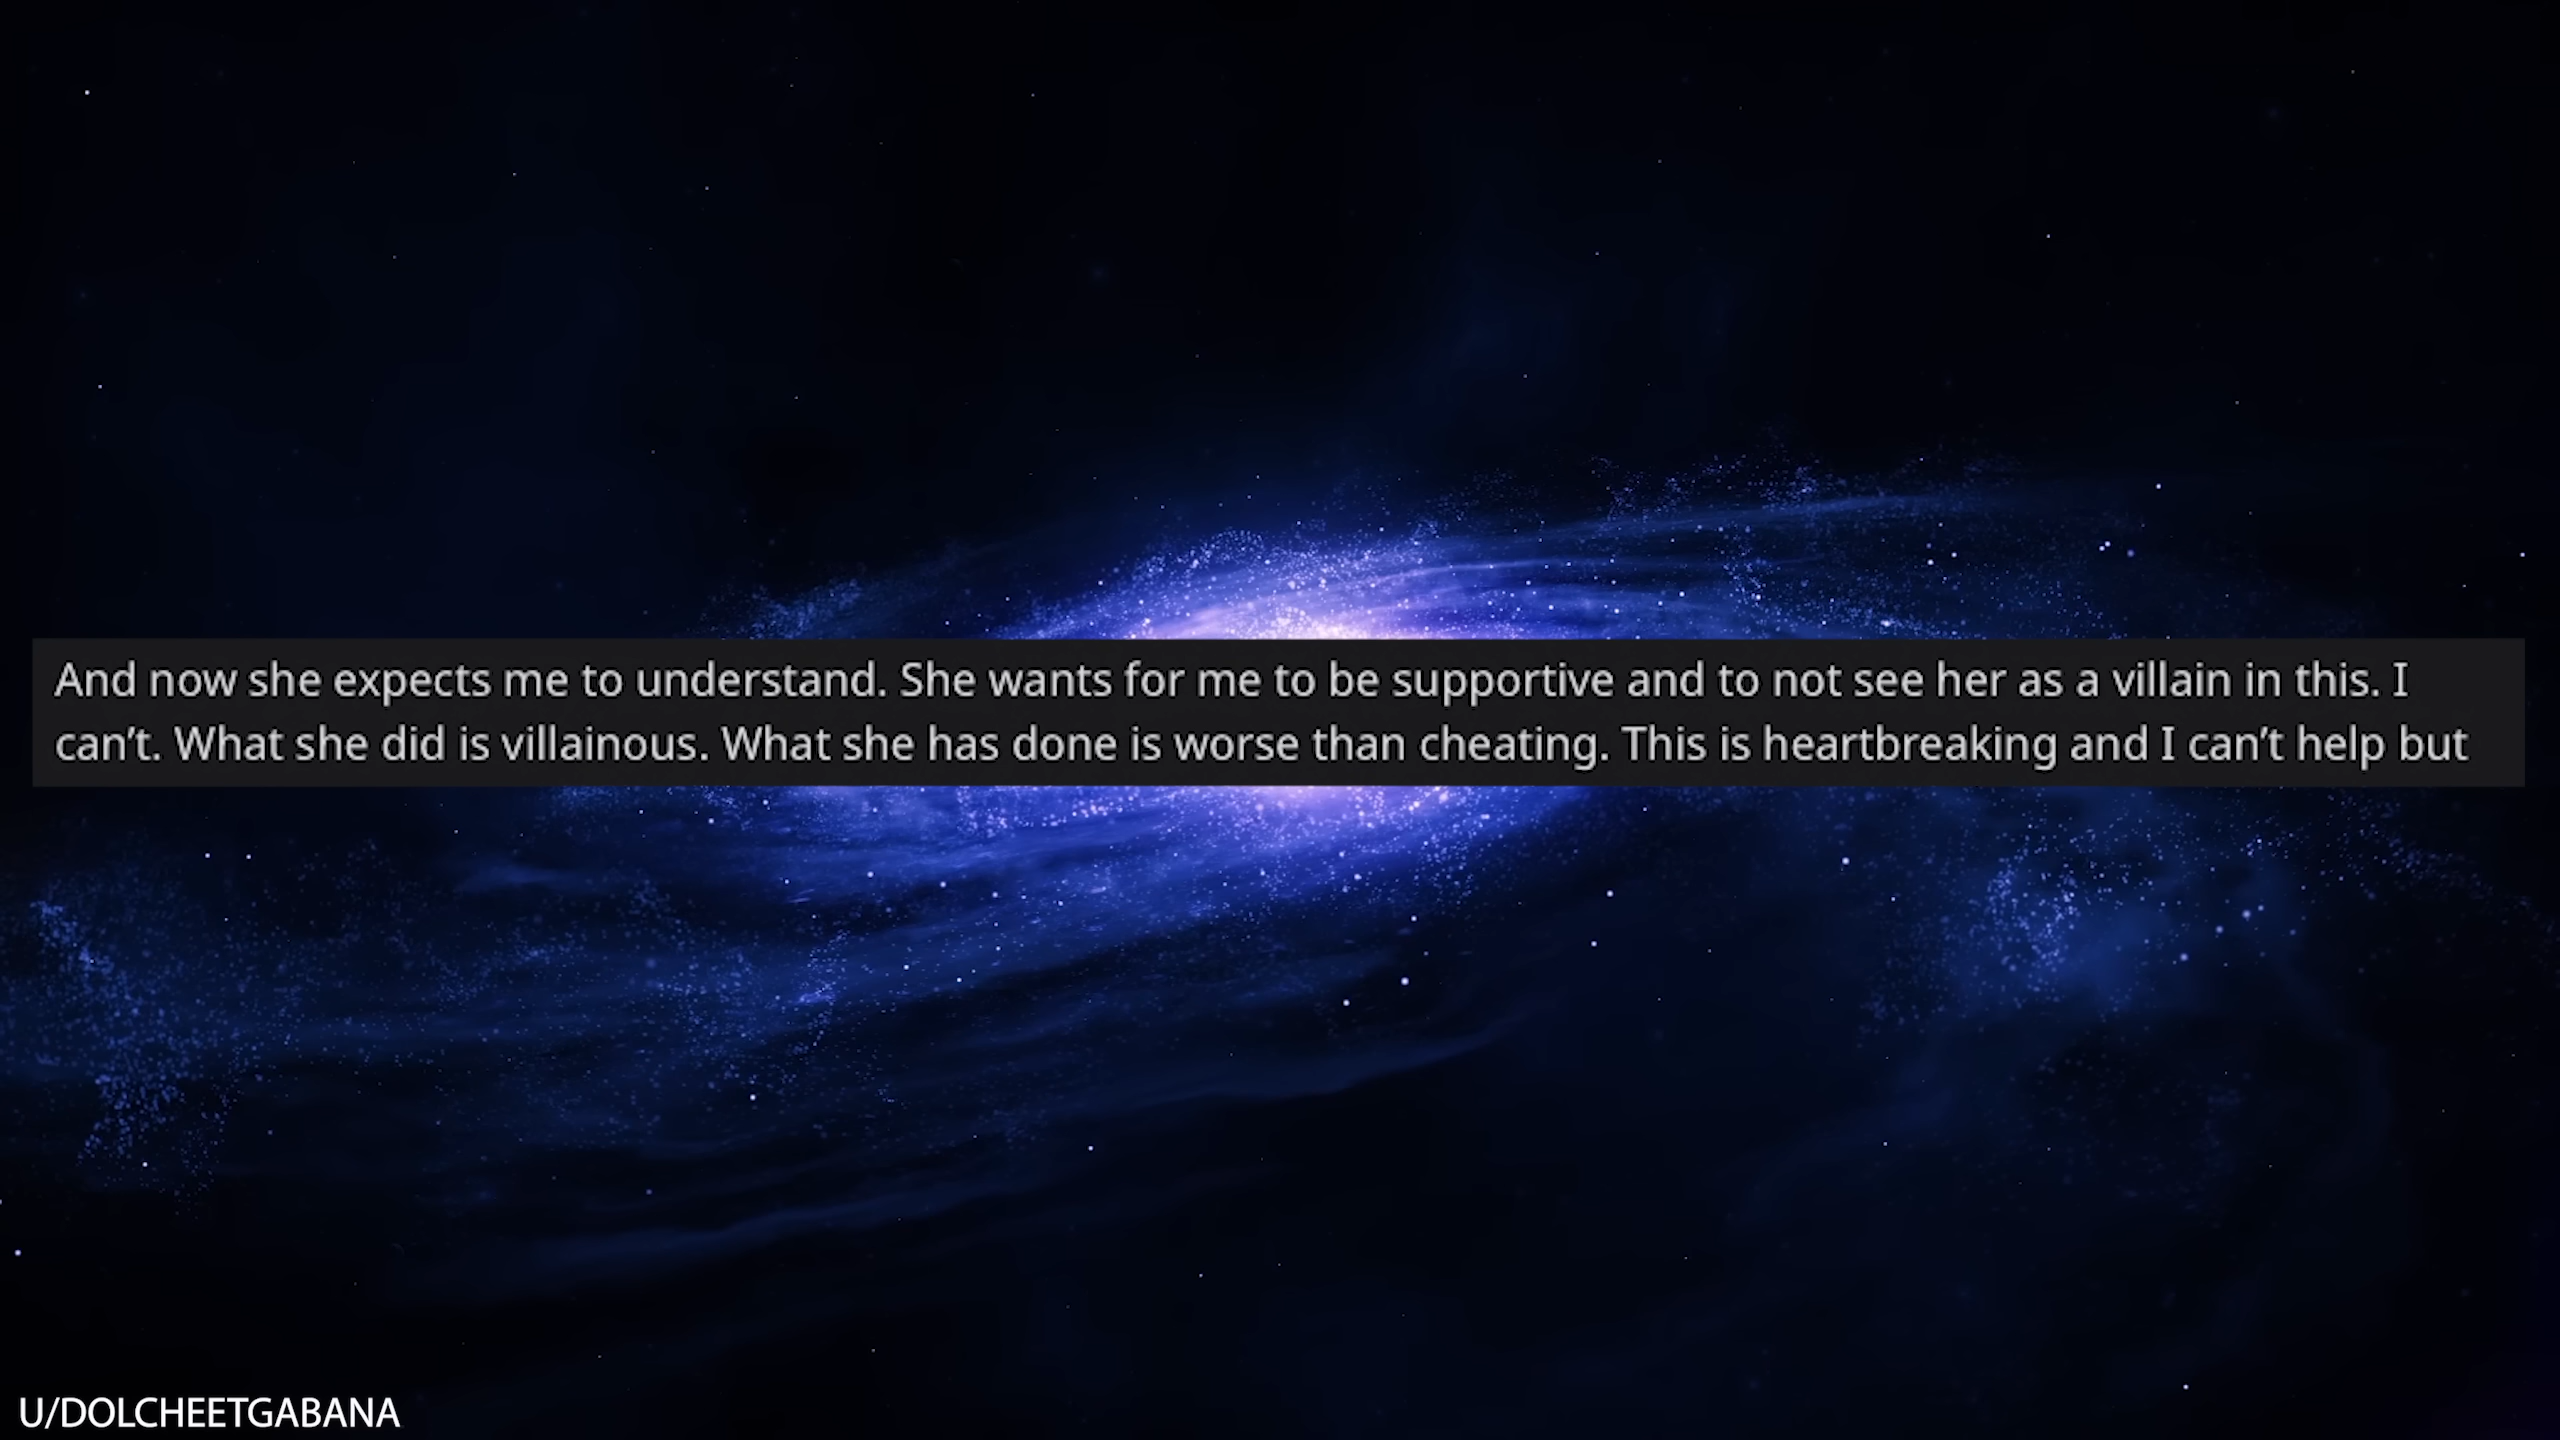 And now she expects me to understand. She wants for me to be supportive and to not see her as a villain in this. I
can’t. What she did is villainous. What she has done is worse than cheating. This is heartbreaking and I can’t help but
U/DOLCHEETGABANA